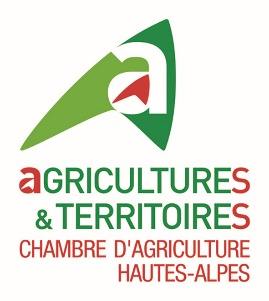 a
aGRICULTURES
& TERRITOIRES
CHAMBRE D'AGRICULTURE
HAUTES-ALPES